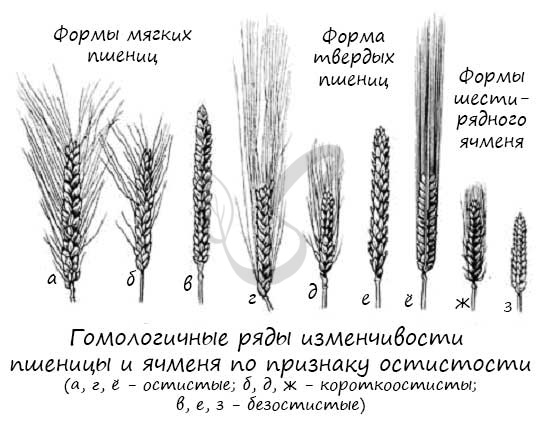 Формы мягких
пшениц
Форма
твердых
пшениц
Формы
шести-
рядного
ячменя
а
б
в
г
д
е
ё
ж
з
Гомологичные ряды изменчивости
пшеницы и ячменя по признаку остистости
(а, г, ё - остистые; б, д, ж - короткоостисты;
в, е, з - безостистые)